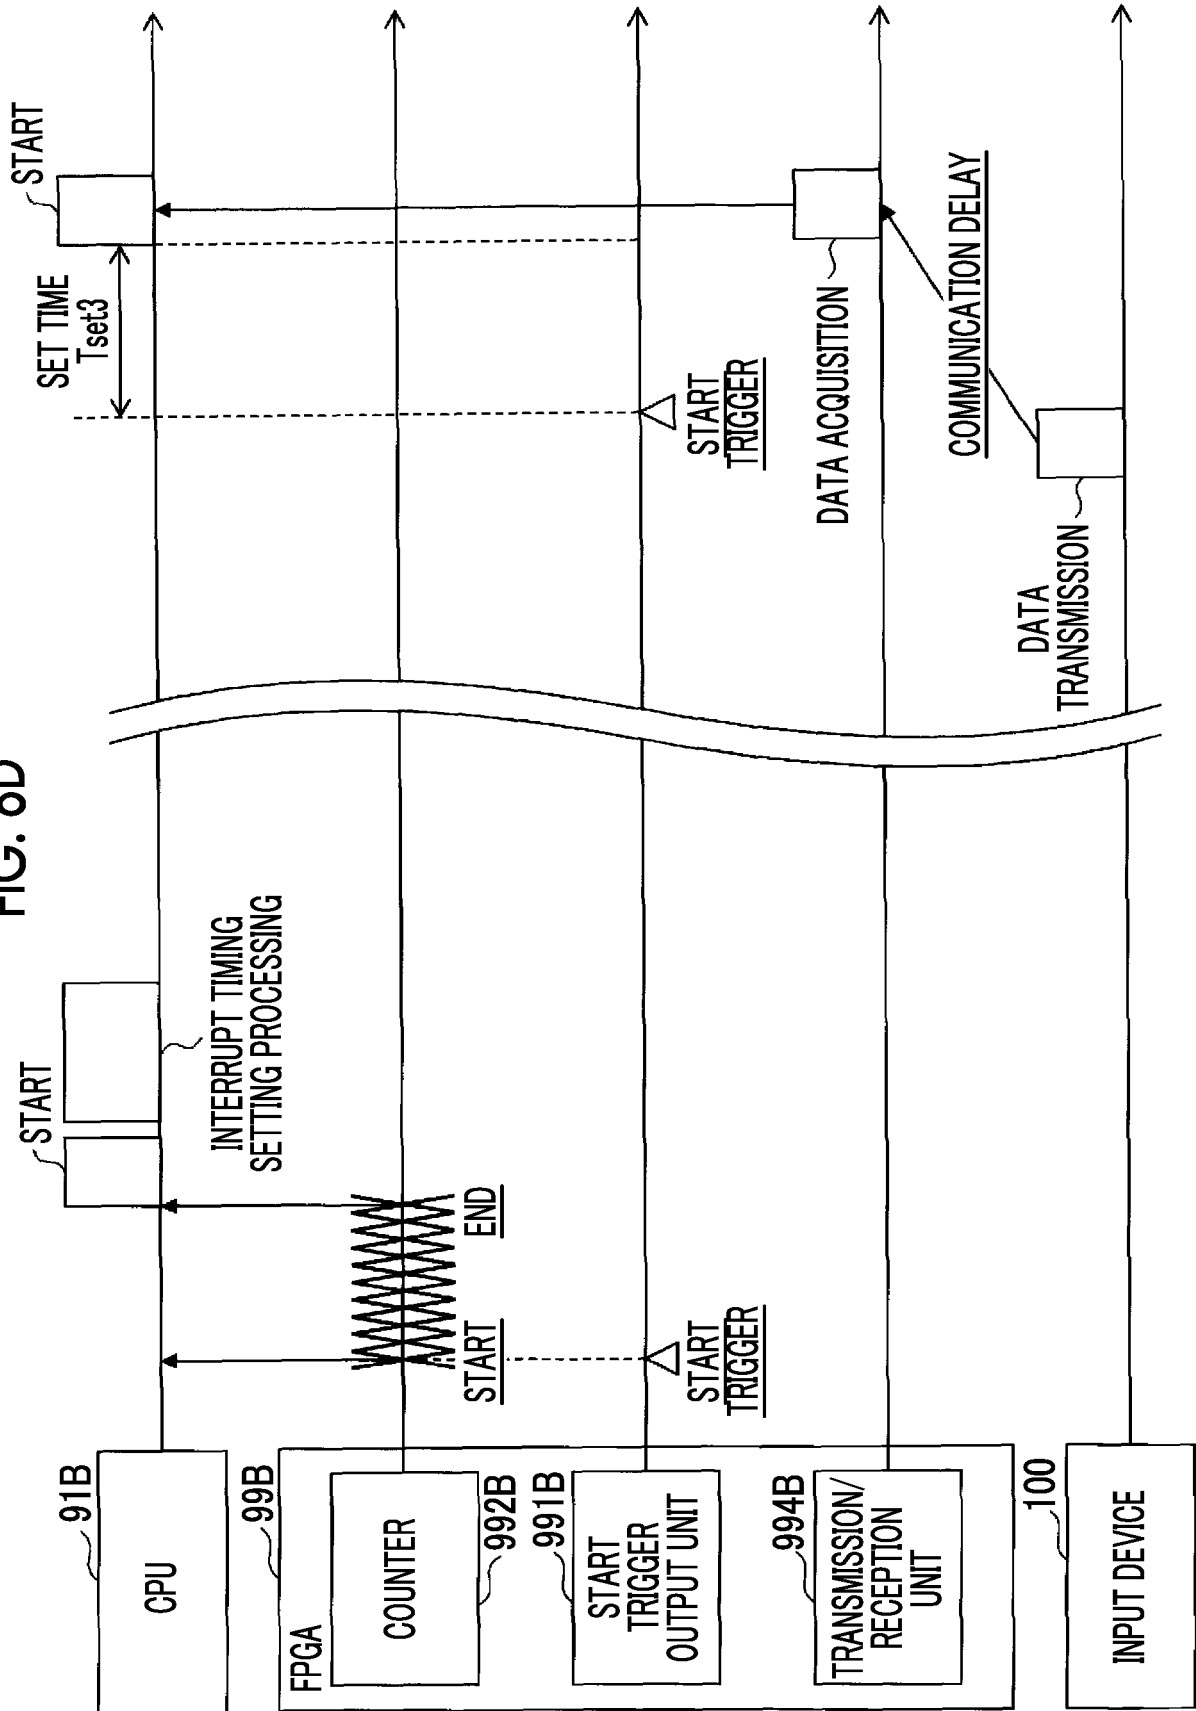 FIG. 6D
CPU
91B
99B
FPGA
COUNTER
992B
START
TRIGGER
OUTPUT UNIT
991B
TRANSMISSION/
RECEPTION
UNIT
994B
INPUT DEVICE
100
START
INTERRUPT TIMING
SETTING PROCESSING
START
END
START
TRIGGER
SET TIME
Tset3
START
START
TRIGGER
DATA ACQUISITION
COMMUNICATION DELAY
DATA
TRANSMISSION